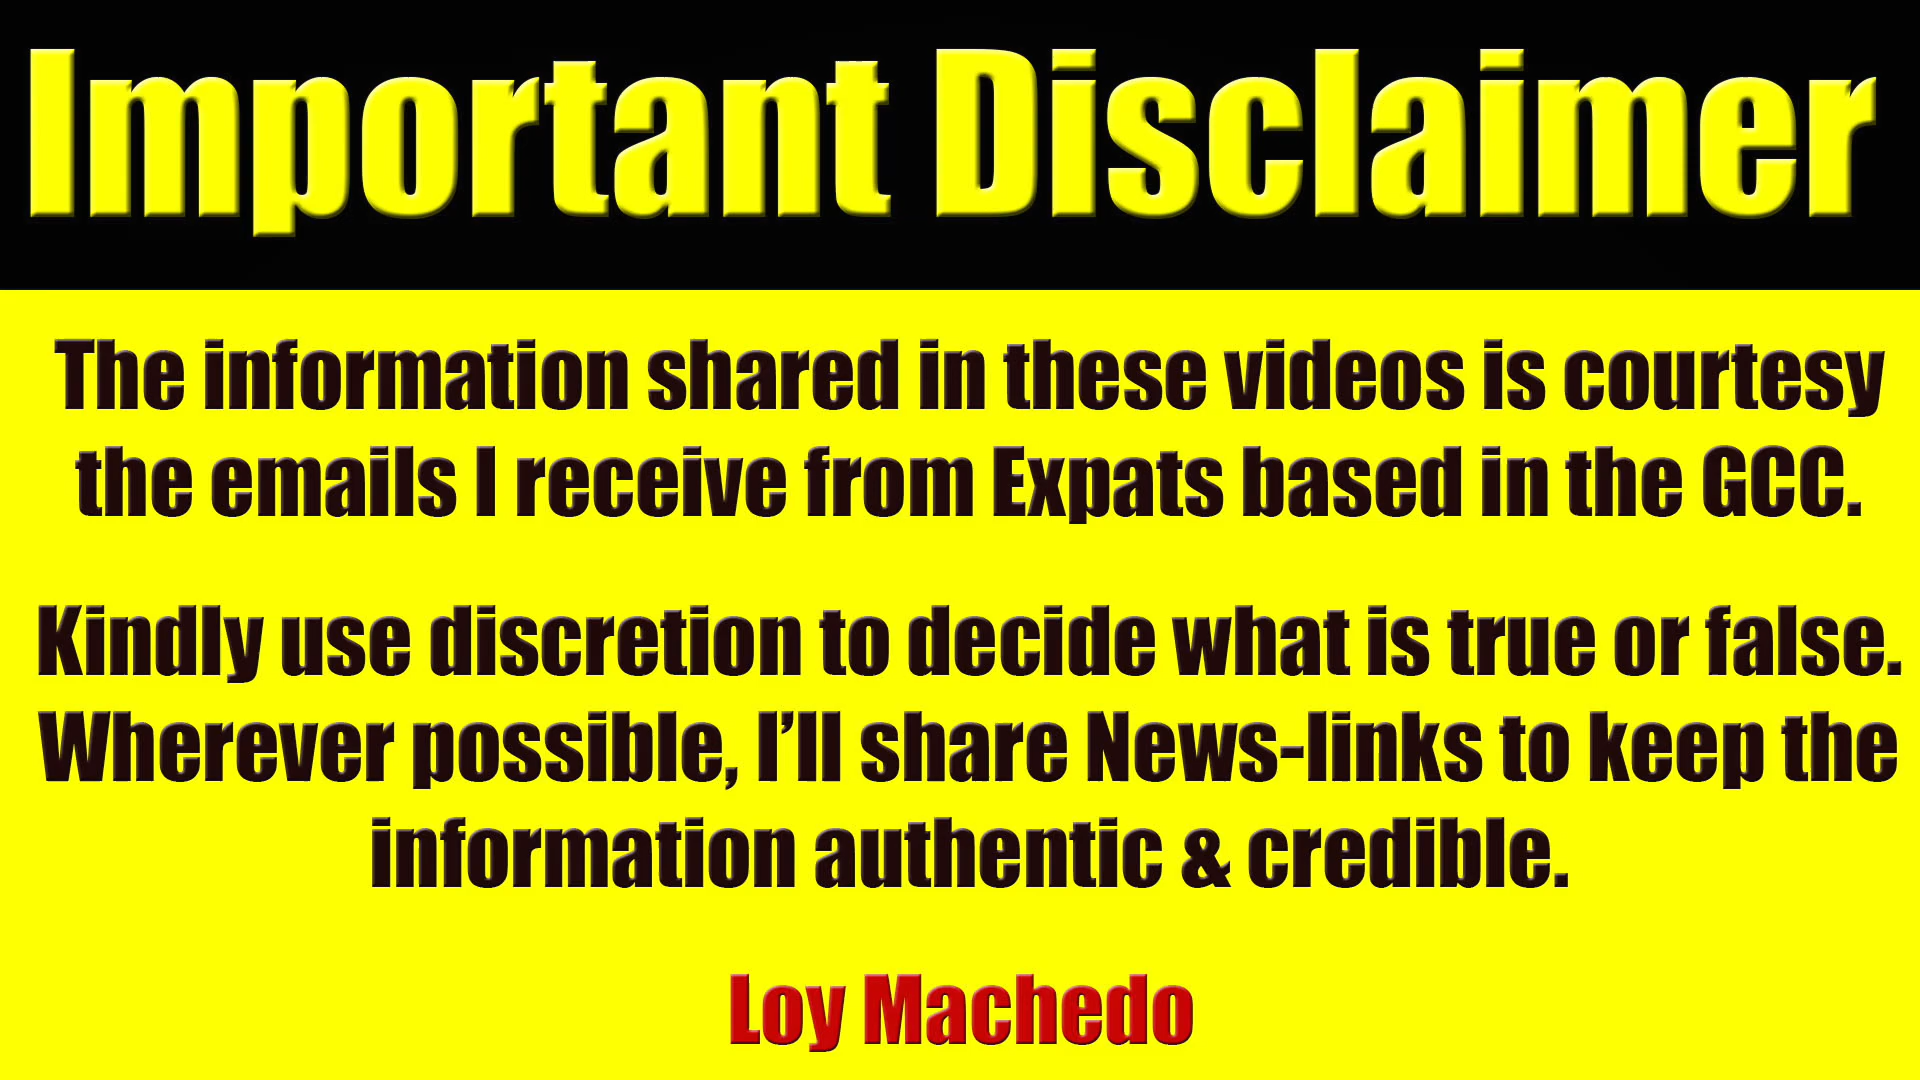 Important Disclaimer
The information shared in these videos is courtesy
the emails I receive from Expats based in the GCC.
Kindly use discretion to decide what is true or false.
Wherever possible, I’ll share News-links to keep the
information authentic & credible.
Loy Machedo